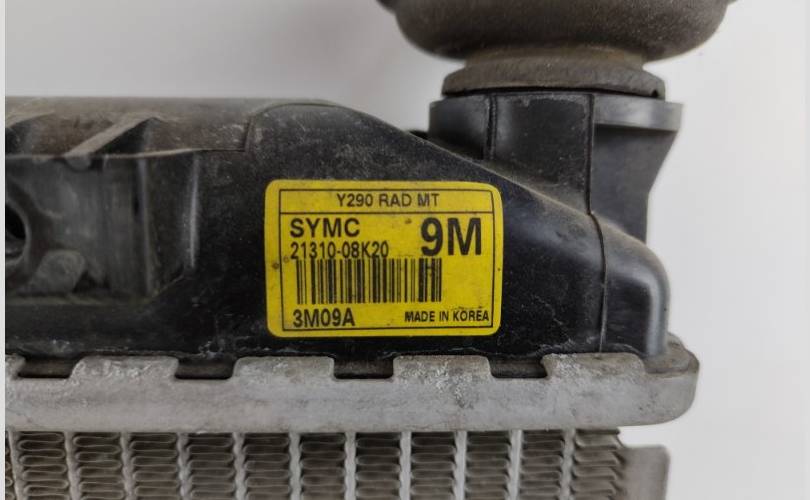 Y290 RAD MT
SYMC 9M
21310-08K20
3M09A MADE IN KOREA